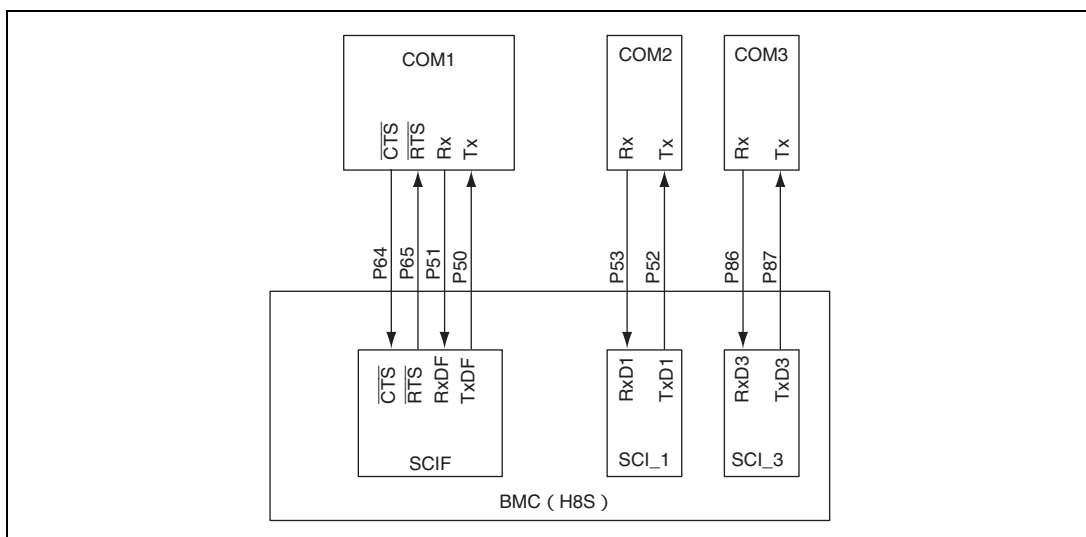 COM1
COM2
COM3
CTS
RTS
Rx
Tx
Rx
Tx
Rx
Tx
P64
P65
P51
P50
P53
P52
P86
P87
CTS
RTS
RxDF
TxDF
RxD1
TxD1
RxD3
TxD3
SCIF
SCI_1
SCI_3
BMC（H8S）